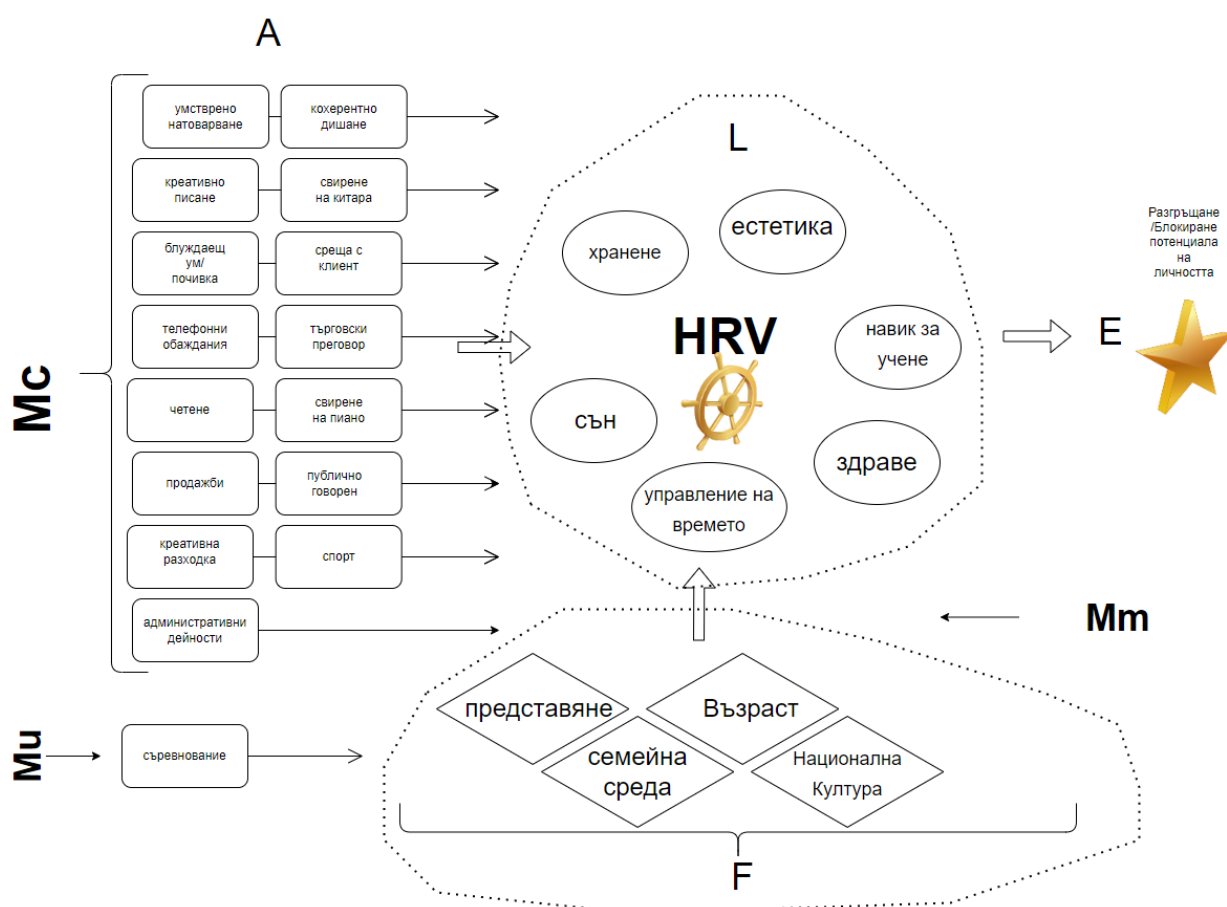 A
Mc
умстврено
натоварване
кохерентно
дишане
креативно
писане
свирене
на китара
блуждаещ
ум/
почивка
среща с
клиент
телефонни
обаждания
търговски
преговор
четене
свирене
на пиано
продажби
публично
говорен
креативна
разходка
спорт
административни
дейности
L
хранене
естетика
HRV
навик за
учене
сън
здраве
управление на
времето
E
Разгръщане
/Блокиране
потенциала
на
личността
Mm
Mu
съревнование
представяне
Възраст
семейна
среда
Национална
Култура
F